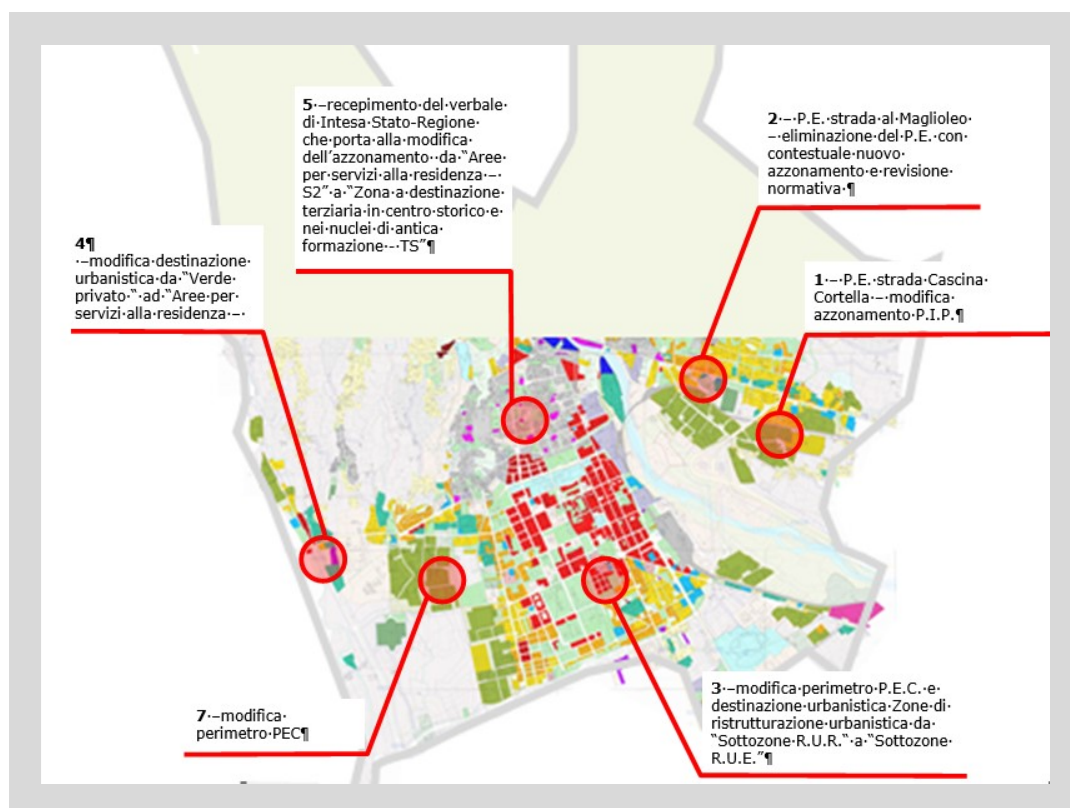 5 –recepimento del verbale
di Intesa Stato-Regione
che porta alla modifica
dell'azzonamento da "Aree
per servizi alla residenza –
S2" a "Zona a destinazione
terziaria in centro storico e
nei nuclei di antica
formazione - TS"¶
2 – P.E. strada al Maglioleo
– eliminazione del P.E. con
contestuale nuovo
azzonamento e revisione
normativa ¶
4¶
–modifica destinazione
urbanistica da "Verde
privato " ad "Aree per
servizi alla residenza –
1 – P.E. strada Cascina
Cortella – modifica
azzonamento P.I.P.¶
7 –modifica
perimetro PEC¶
3 –modifica perimetro P.E.C. e
destinazione urbanistica Zone di
ristrutturazione urbanistica da
"Sottozone R.U.R." a "Sottozone
R.U.E."¶